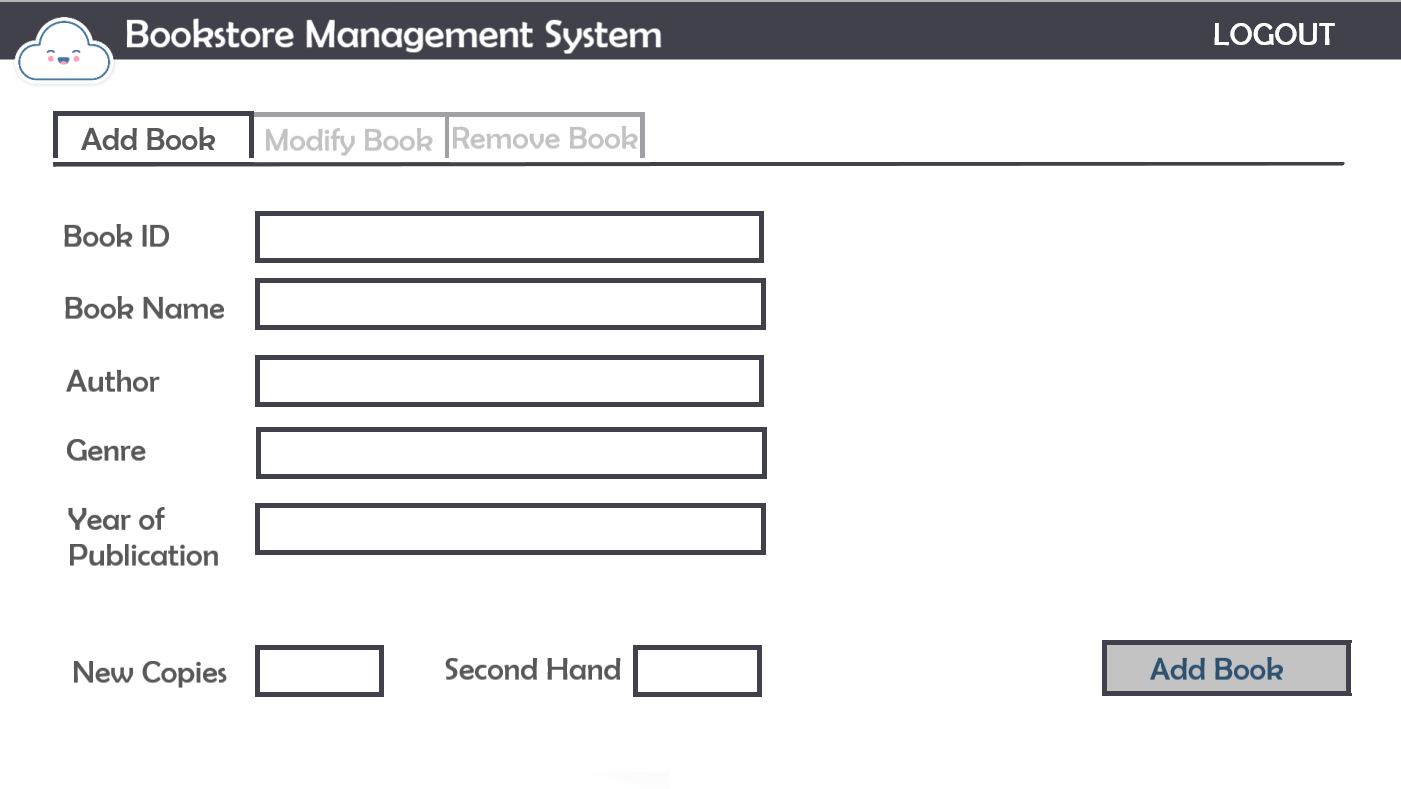 Bookstore Management System
LOGOUT
Add Book
Modify Book
Remove Book
Book ID
Book Name
Author
Genre
Year of
Publication
New Copies
Second Hand
Add Book